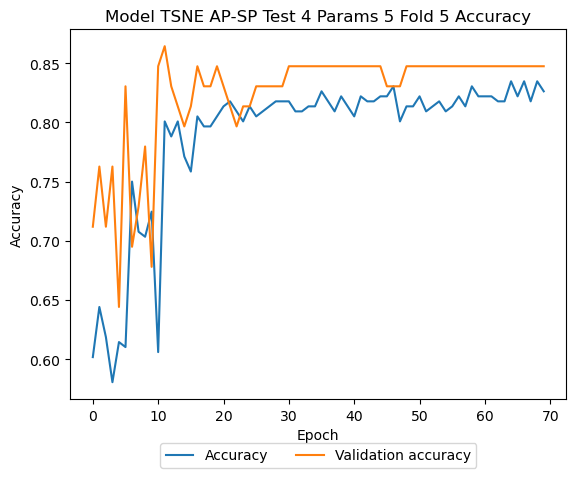 Model TSNE AP-SP Test 4 Params 5 Fold 5 Accuracy
0.85
0.80
0.75
0.70
0.65
0.60
Accuracy
0 10 20 30 40 50 60 70
Epoch
Accuracy Validation accuracy